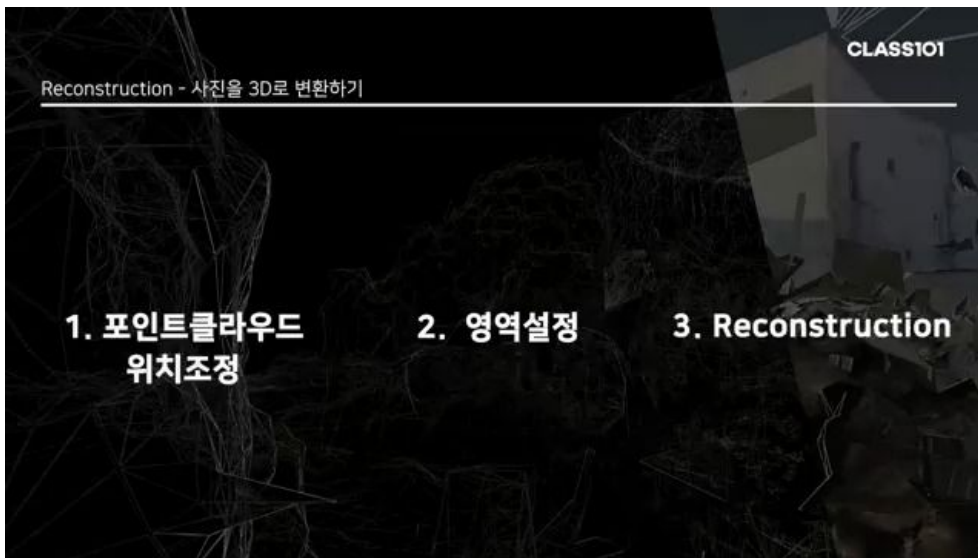 CLASS101
Reconstruction - 사진을 3D로 변환하기
1. 포인트클라우드
위치조정
2. 영역설정
3. Reconstruction